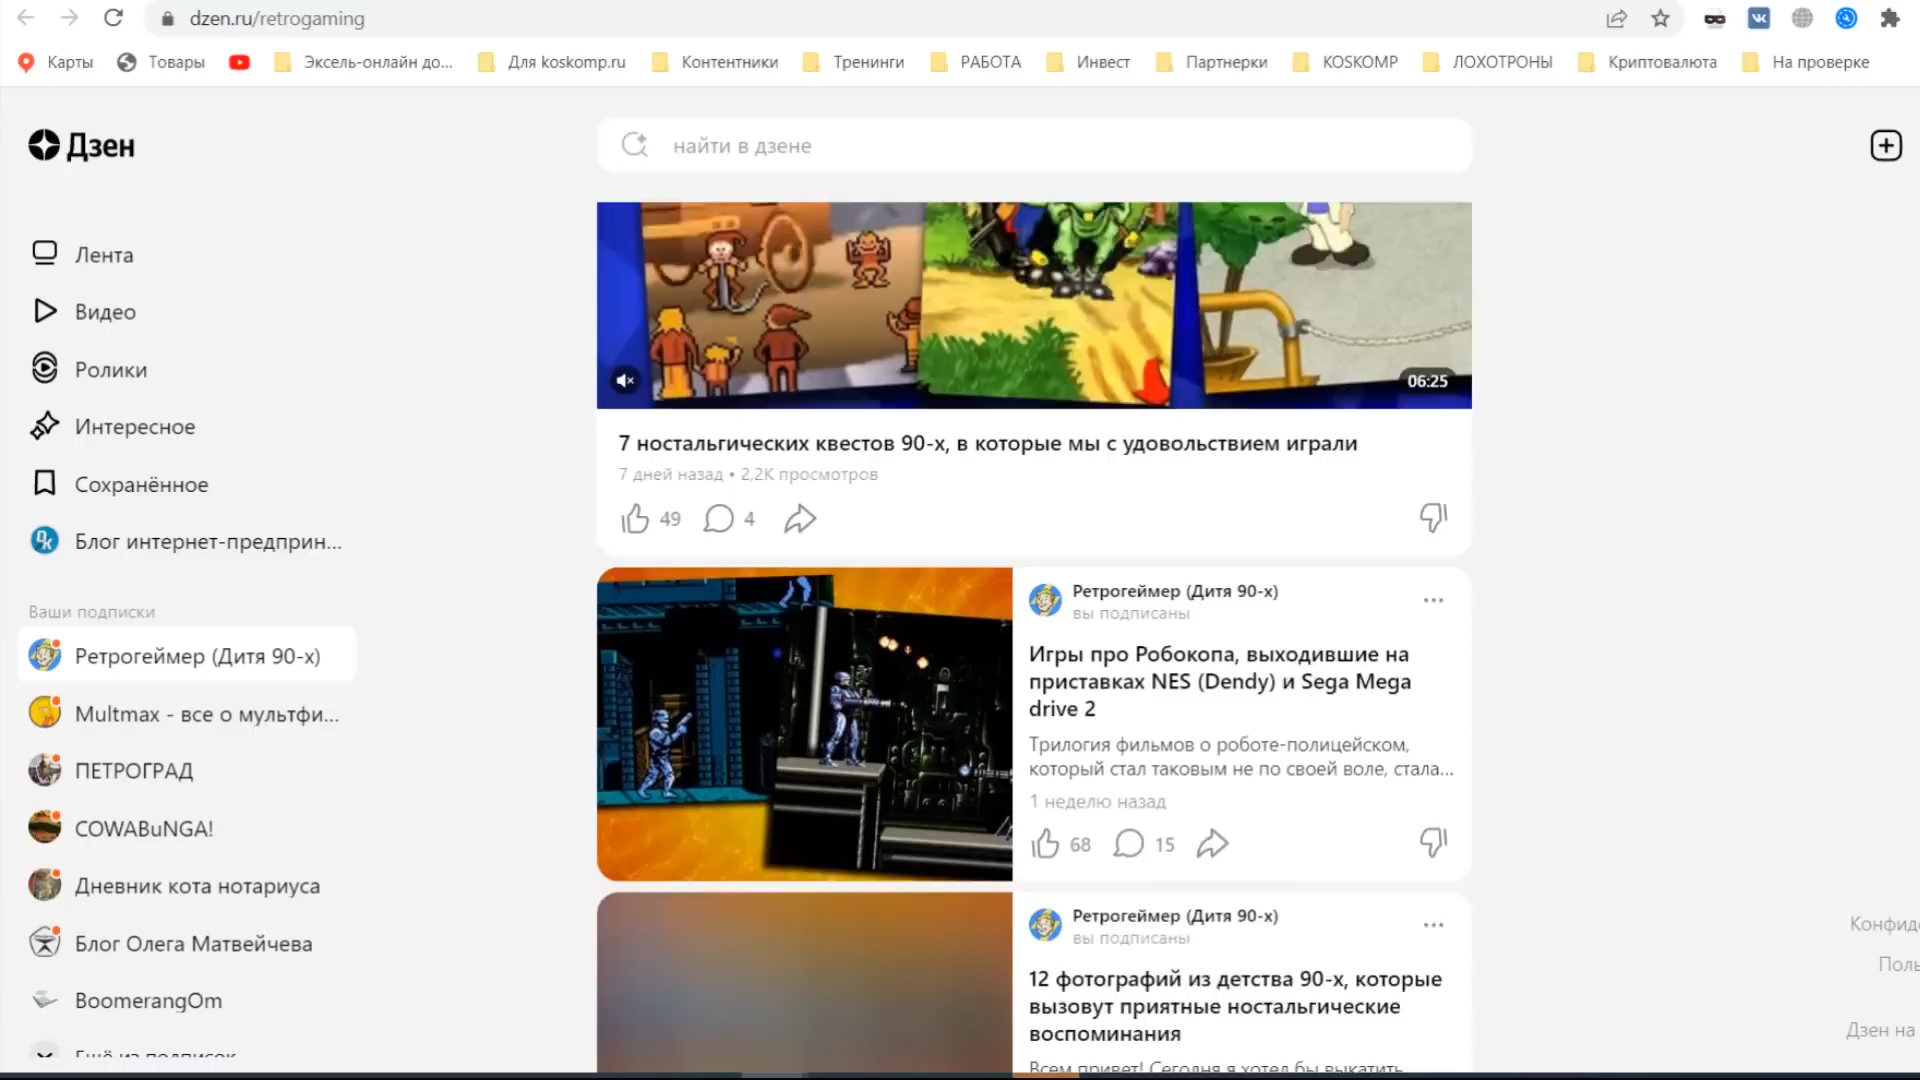 dzen.ru/retrogaming
Карты
Товары
Эксель-онлайн до...
Для koskomp.ru
Контентники
Тренинги
РАБОТА
Инвест
Партнерки
KOSKOMP
ЛОХОТРОНЫ
Криптовалюта
На проверке
Дзен
найти в дзене
Лента
Видео
Ролики
Интересное
Сохранённое
Блог интернет-предприн...
Ваши подписки
Ретрогеймер (Дитя 90-х)
Multmax - все о мультфи...
ПЕТРОГРАД
COWABuNGA!
Дневник кота нотариуса
Блог Олега Матвейчева
BoomerangOm
Ещё из подписок
06:25
7 ностальгических квестов 90-х, в которые мы с удовольствием играли
7 дней назад • 2,2K просмотров
49
4
Ретрогеймер (Дитя 90-х)
вы подписаны
Игры про Робокопа, выходившие на
приставках NES (Dendy) и Sega Mega
drive 2
Трилогия фильмов о роботе-полицейском,
который стал таковым не по своей воле, стала...
1 неделю назад
68
15
Ретрогеймер (Дитя 90-х)
вы подписаны
12 фотографий из детства 90-х, которые
вызовут приятные ностальгические
воспоминания
Всем привет! Сегодня я хотел бы выкатить
Конфид
Поль
Дзен на